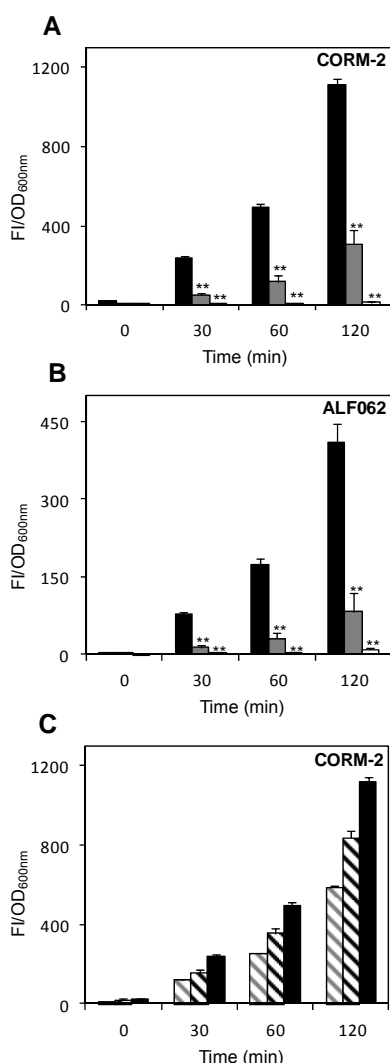 A
CORM-2
1200
800
400
0
FI/OD600nm
** ** ** ** ** **
0 30 60 120
Time (min)
B
ALF062
450
300
150
0
FI/OD600nm
** ** ** ** ** **
0 30 60 120
Time (min)
C
CORM-2
1200
800
400
0
FI/OD600nm
0 30 60 120
Time (min)